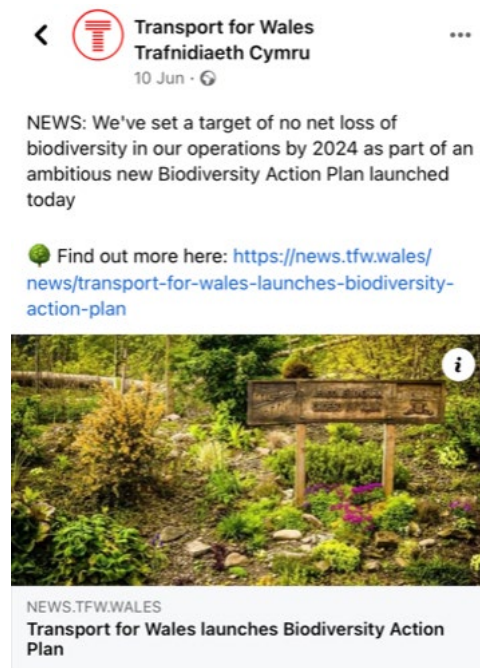 Transport for Wales
Trafnidiaeth Cymru
10 Jun ·
NEWS: We've set a target of no net loss of
biodiversity in our operations by 2024 as part of an
ambitious new Biodiversity Action Plan launched
today
Find out more here: https://news.tfw.wales/
news/transport-for-wales-launches-biodiversity-
action-plan
NEWS.TFW.WALES
Transport for Wales launches Biodiversity Action
Plan